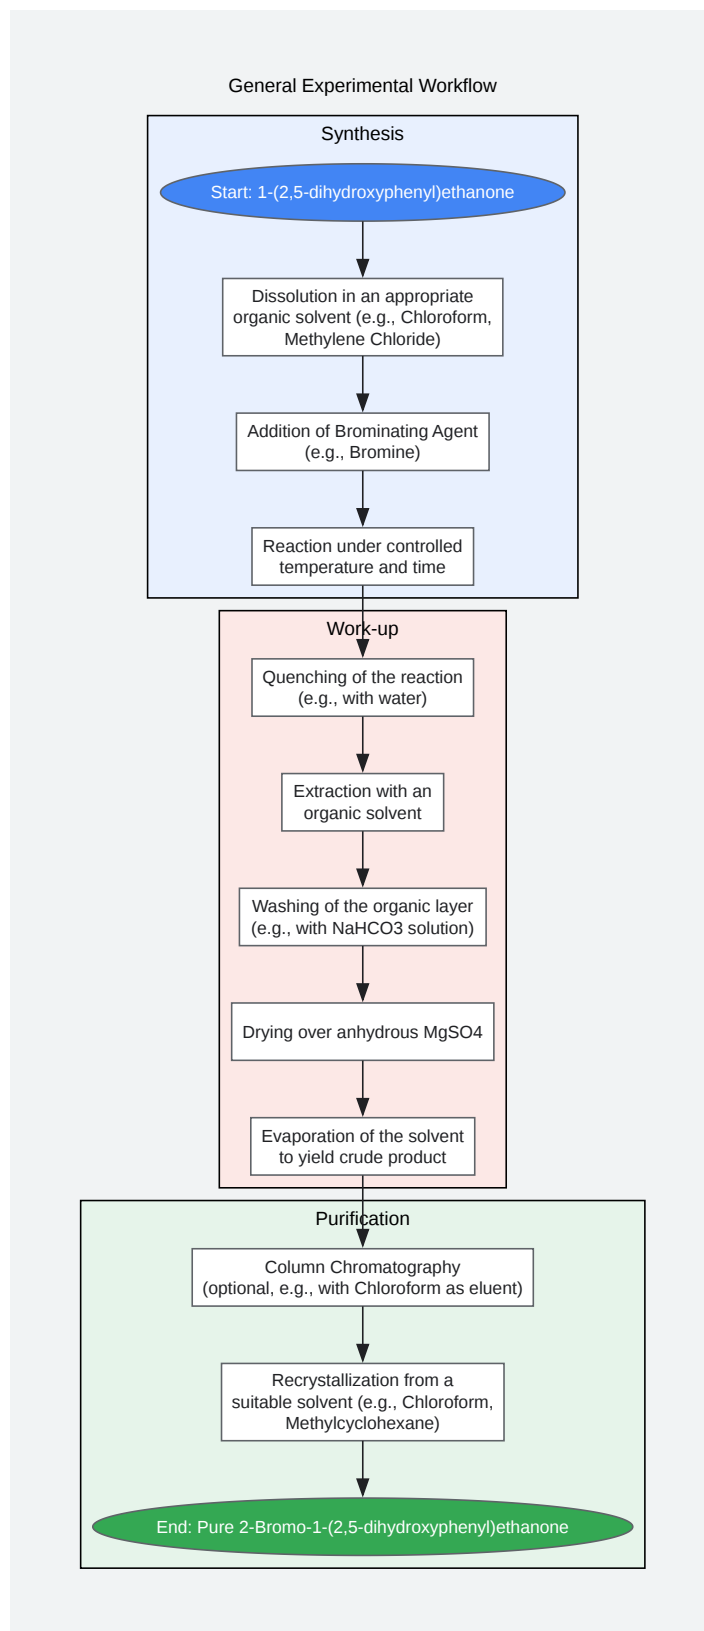 General Experimental Workflow
Synthesis
Start: 1-(2,5-dihydroxyphenyl)ethanone
Dissolution in an appropriate
organic solvent (e.g., Chloroform,
Methylene Chloride)
Addition of Brominating Agent
(e.g., Bromine)
Reaction under controlled
temperature and time
Work-up
Quenching of the reaction
(e.g., with water)
Extraction with an
organic solvent
Washing of the organic layer
(e.g., with NaHCO3 solution)
Drying over anhydrous MgSO4
Evaporation of the solvent
to yield crude product
Purification
Column Chromatography
(optional, e.g., with Chloroform as eluent)
Recrystallization from a
suitable solvent (e.g., Chloroform,
Methylcyclohexane)
End: Pure 2-Bromo-1-(2,5-dihydroxyphenyl)ethanone